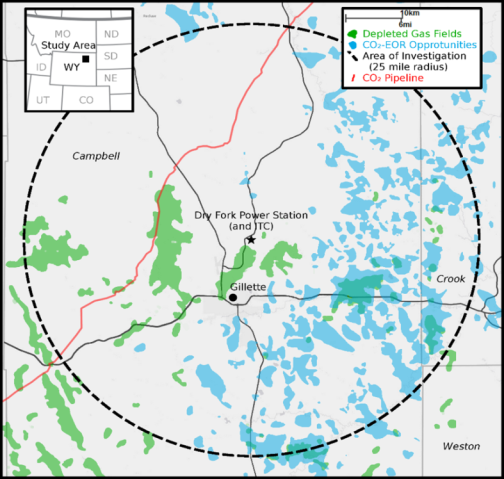 MO
ND
Study Area
SD
ID
WY
NE
UT
CO
10km
6mi
Depleted Gas Fields
CO₂-EOR Opprotunities
Area of Investigation
(25 mile radius)
CO₂ Pipeline
Campbell
Dry Fork Power Station
(and ITC)
Crook
Gillette
Weston